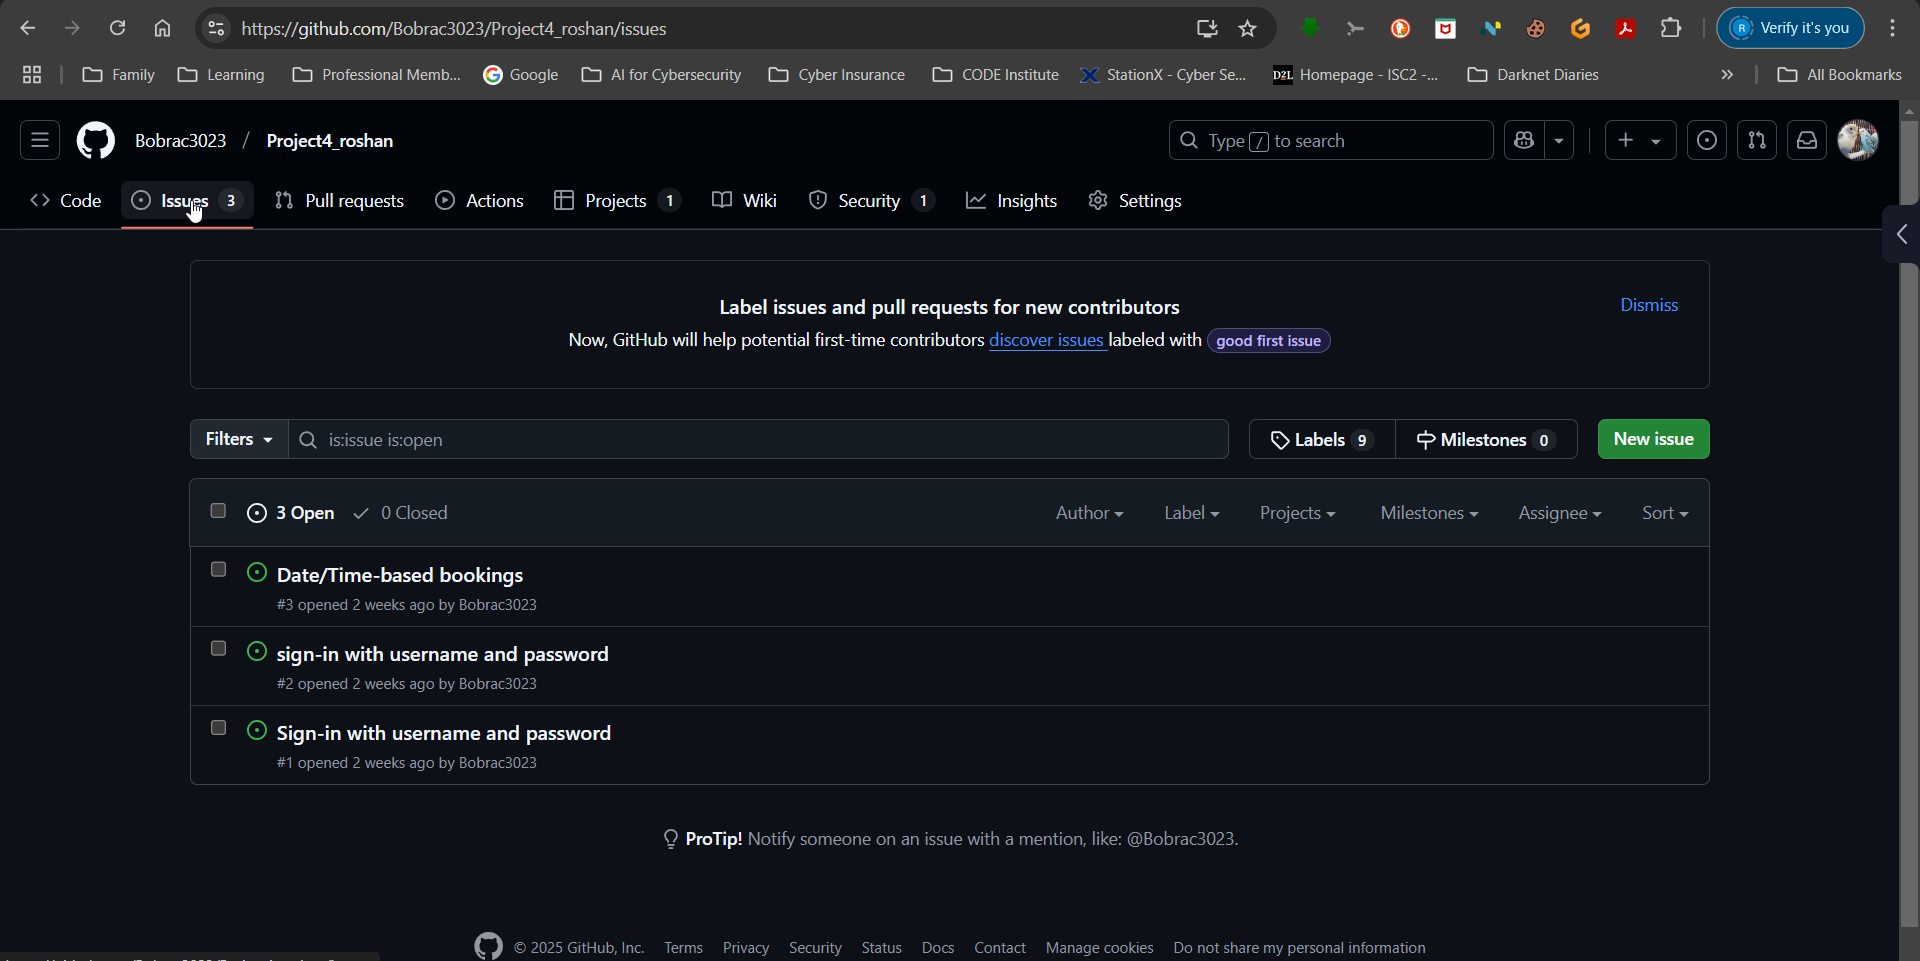 https://github.com/Bobrac3023/Project4_roshan/issues
R Verify it's you
Family Learning Professional Memb... Google AI for Cybersecurity Cyber Insurance CODE Institute StationX - Cyber Se... D2L Homepage - ISC2 -... Darknet Diaries » All Bookmarks
Bobrac3023 / Project4_roshan
Type / to search
Code Issues 3 Pull requests Actions Projects 1 Wiki Security 1 Insights Settings
Label issues and pull requests for new contributors
Dismiss
Now, GitHub will help potential first-time contributors discover issues labeled with good first issue
Filters is:issue is:open Labels 9 Milestones 0 New issue
3 Open 0 Closed Author Label Projects Milestones Assignee Sort
Date/Time-based bookings
#3 opened 2 weeks ago by Bobrac3023
sign-in with username and password
#2 opened 2 weeks ago by Bobrac3023
Sign-in with username and password
#1 opened 2 weeks ago by Bobrac3023
ProTip! Notify someone on an issue with a mention, like: @Bobrac3023.
© 2025 GitHub, Inc. Terms Privacy Security Status Docs Contact Manage cookies Do not share my personal information